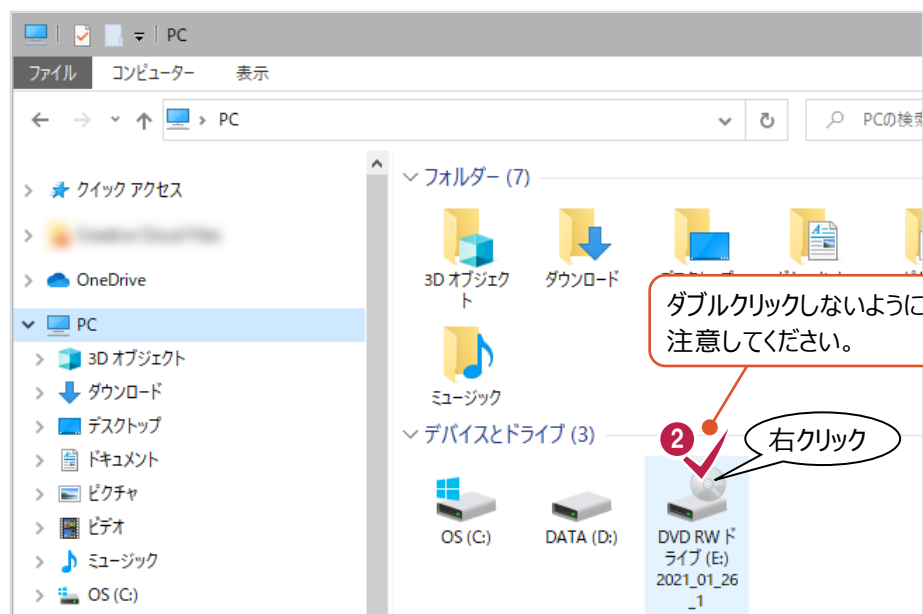 PC
ファイル コンピューター 表示
PC
PCの検索
クイック アクセス
OneDrive
PC
3D オブジェクト
ダウンロード
デスクトップ
ドキュメント
ピクチャ
ビデオ
ミュージック
OS (C:)
フォルダー (7)
3D オブジェク
ト
ダウンロード
ミュージック
ダブルクリックしないように
注意してください。
デバイスとドライブ (3)
2
右クリック
OS (C:)
DATA (D:)
DVD RW ド
ライブ (E:)
2021_01_26
_1